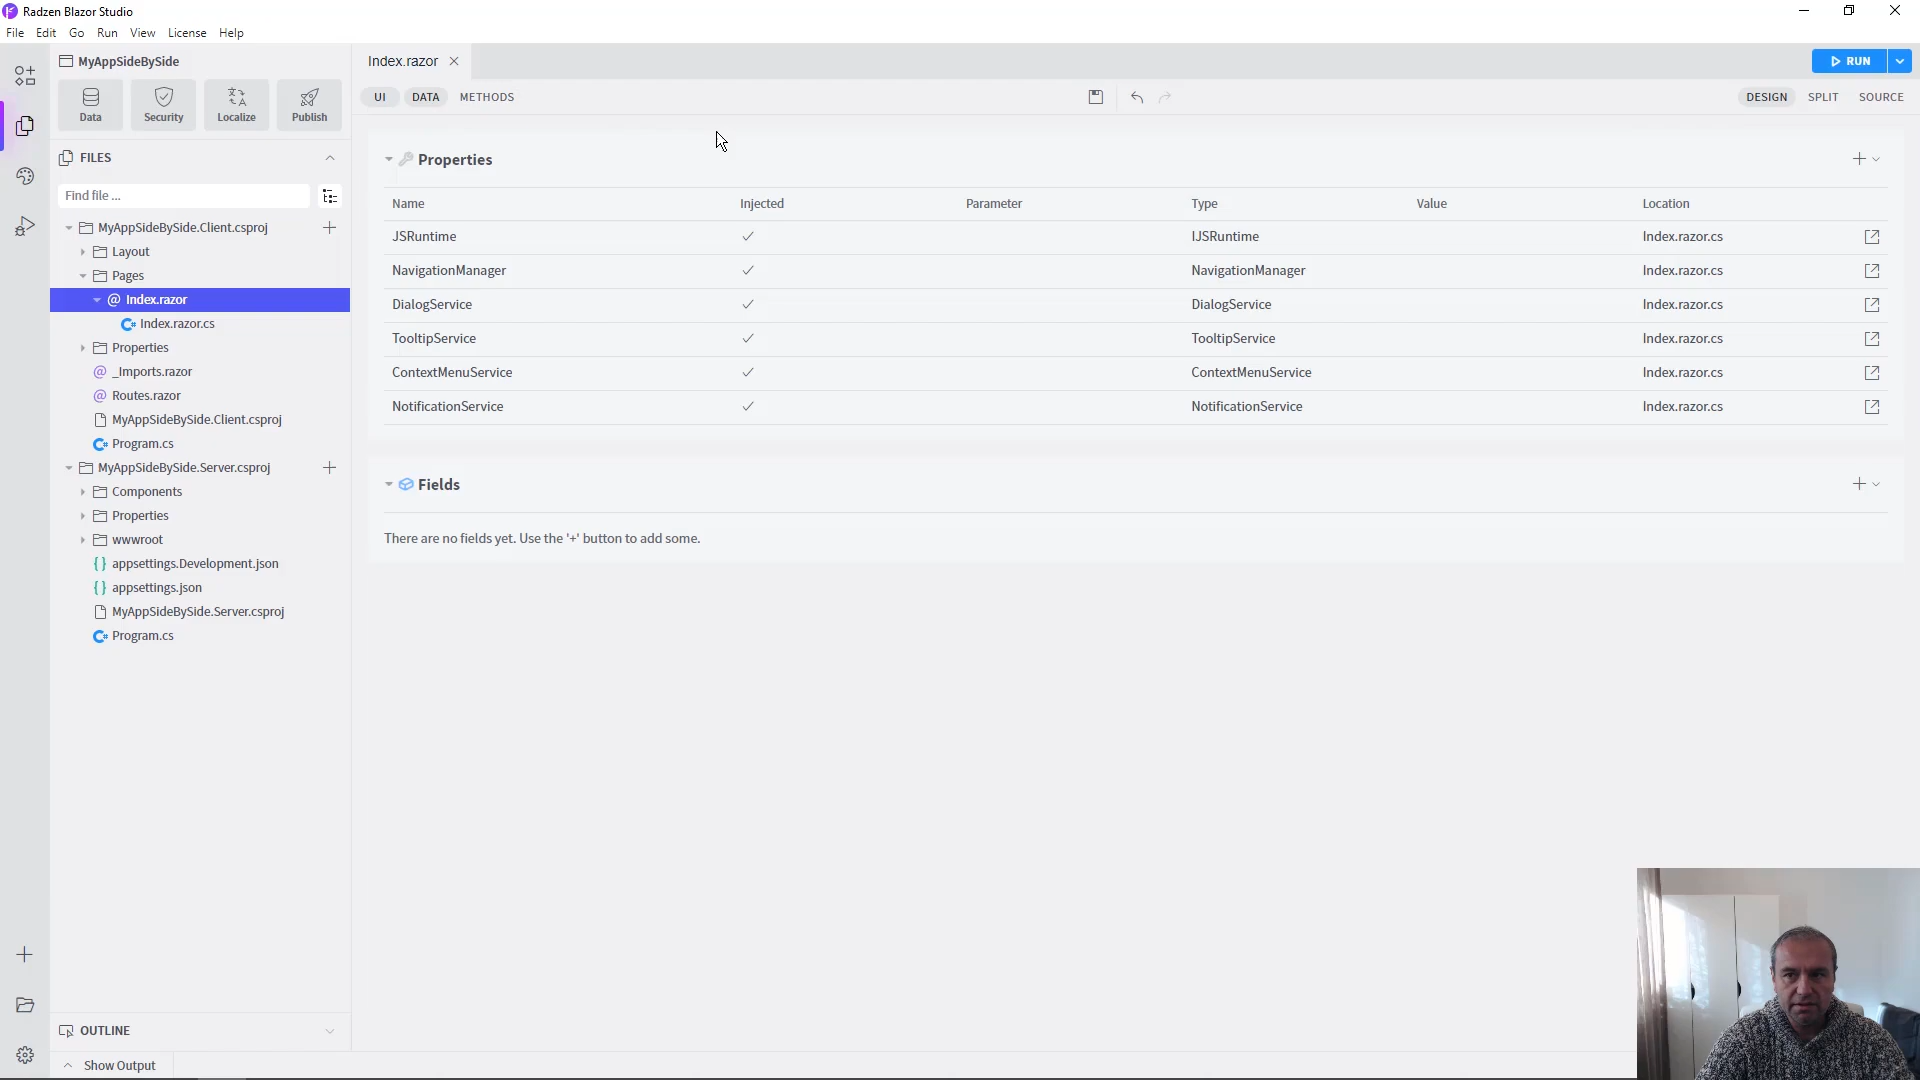 Radzen Blazor Studio
File Edit Go Run View License Help
MyAppSideBySide
Index.razor
RUN
Data Security Localize Publish
UI DATA METHODS
DESIGN SPLIT SOURCE
FILES
Find file ...
MyAppSideBySide.Client.csproj
Layout
Pages
Index.razor
Index.razor.cs
Properties
_Imports.razor
Routes.razor
MyAppSideBySide.Client.csproj
Program.cs
MyAppSideBySide.Server.csproj
Components
Properties
wwwroot
appsettings.Development.json
appsettings.json
MyAppSideBySide.Server.csproj
Program.cs
OUTLINE
Show Output
Properties
Name Injected Parameter Type Value Location
JSRuntime IJSRuntime Index.razor.cs
NavigationManager NavigationManager Index.razor.cs
DialogService DialogService Index.razor.cs
TooltipService TooltipService Index.razor.cs
ContextMenuService ContextMenuService Index.razor.cs
NotificationService NotificationService Index.razor.cs
Fields
There are no fields yet. Use the '+' button to add some.